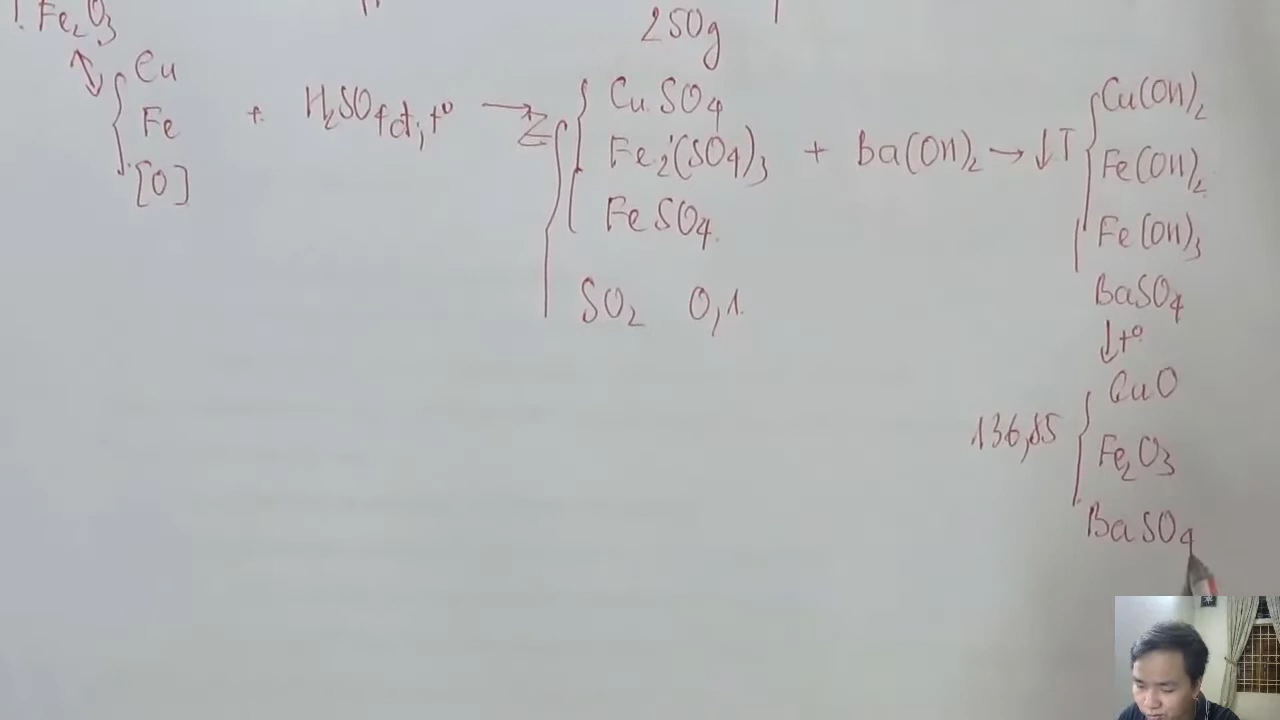 Fe2O3
250g
Cu
Fe
[O]
+ H2SO4đ, t° → Z
CuSO4
Fe2(SO4)3
FeSO4
SO2 0,1
+ Ba(OH)2 → ↓T
Cu(OH)2
Fe(OH)2
Fe(OH)3
BaSO4
↓t°
136,85
CuO
Fe2O3
BaSO4